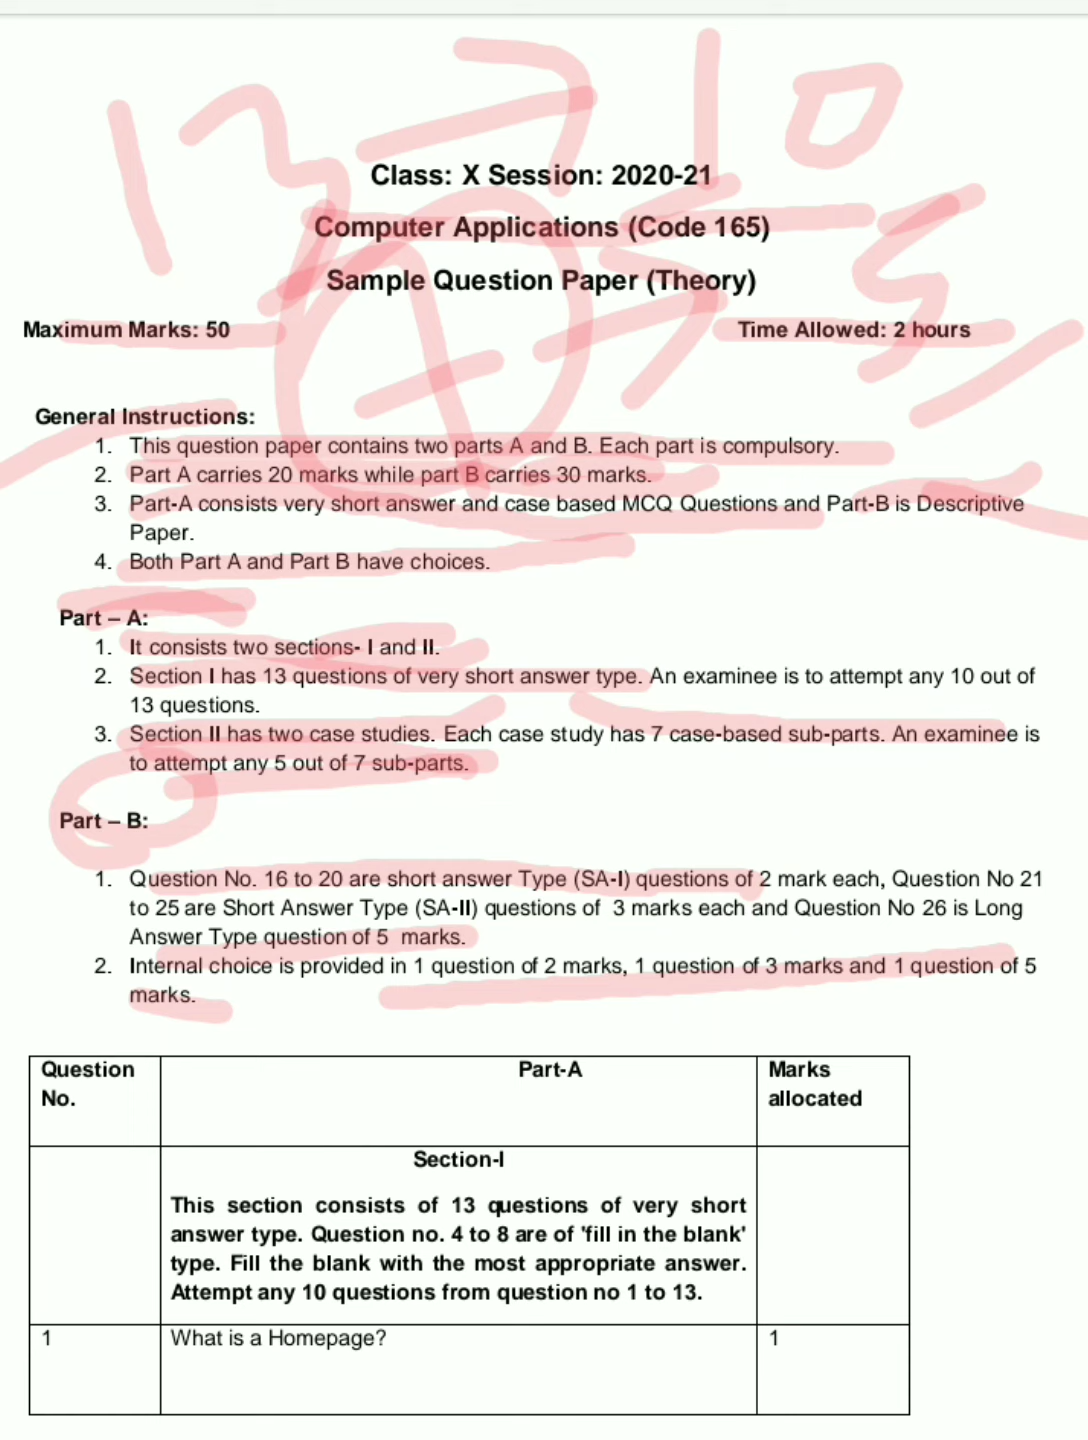 13 → 10
7 → 5
Class: X Session: 2020-21
Computer Applications (Code 165)
Sample Question Paper (Theory)
Maximum Marks: 50 Time Allowed: 2 hours
General Instructions:
1. This question paper contains two parts A and B. Each part is compulsory.
2. Part A carries 20 marks while part B carries 30 marks.
3. Part-A consists very short answer and case based MCQ Questions and Part-B is Descriptive
Paper.
4. Both Part A and Part B have choices.
Part – A:
1. It consists two sections- I and II.
2. Section I has 13 questions of very short answer type. An examinee is to attempt any 10 out of
13 questions.
3. Section II has two case studies. Each case study has 7 case-based sub-parts. An examinee is
to attempt any 5 out of 7 sub-parts.
Part – B:
1. Question No. 16 to 20 are short answer Type (SA-I) questions of 2 mark each, Question No 21
to 25 are Short Answer Type (SA-II) questions of 3 marks each and Question No 26 is Long
Answer Type question of 5 marks.
2. Internal choice is provided in 1 question of 2 marks, 1 question of 3 marks and 1 question of 5
marks.
Question Part-A Marks
No. allocated
Section-I
This section consists of 13 questions of very short
answer type. Question no. 4 to 8 are of 'fill in the blank'
type. Fill the blank with the most appropriate answer.
Attempt any 10 questions from question no 1 to 13.
1 What is a Homepage? 1